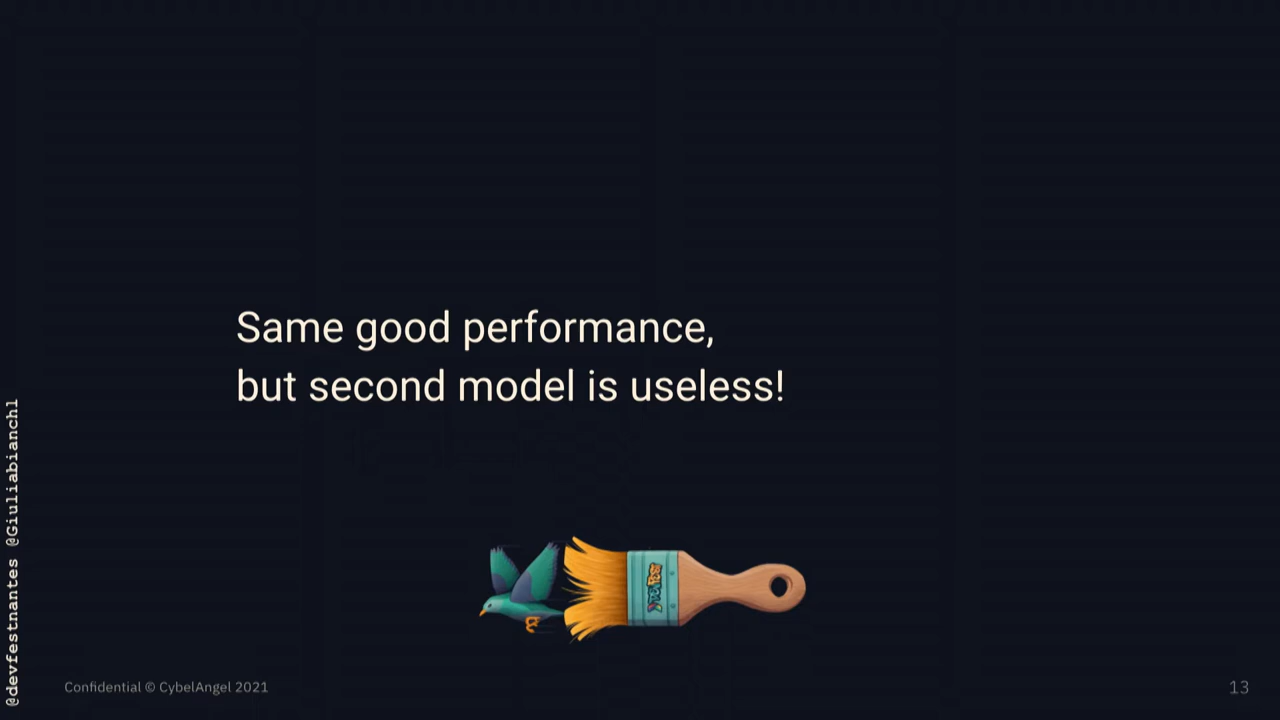 Same good performance,
but second model is useless!
@devfestnantes @Giuliabianchl
Confidential © CybelAngel 2021
13